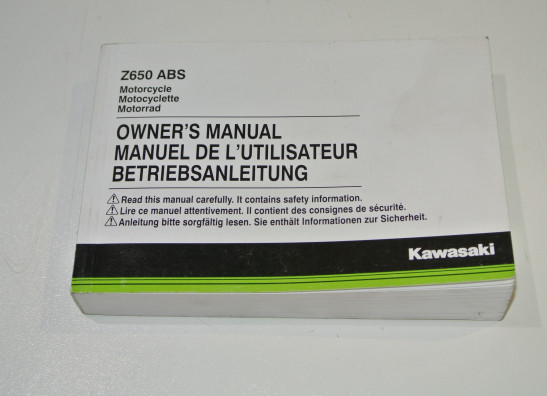 Z650 ABS
Motorcycle
Motocyclette
Motorrad
OWNER'S MANUAL
MANUEL DE L'UTILISATEUR
BETRIEBSANLEITUNG
Read this manual carefully. It contains safety information.
Lire ce manuel attentivement. Il contient des consignes de sécurité.
Anleitung bitte sorgfältig lesen. Sie enthält Informationen zur Sicherheit.
Kawasaki